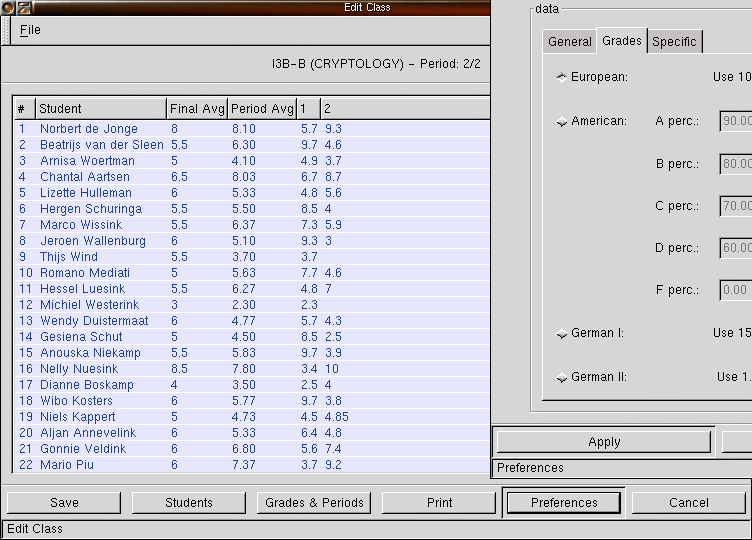 Edit Class
File
I3B-B (CRYPTOLOGY) - Period: 2/2
# Student Final Avg Period Avg 1 2
1 Norbert de Jonge 8 8.10 5.7 9.3
2 Beatrijs van der Sleen 5.5 6.30 9.7 4.6
3 Arnisa Woertman 5 4.10 4.9 3.7
4 Chantal Aartsen 6.5 8.03 6.7 8.7
5 Lizette Hulleman 6 5.33 4.8 5.6
6 Hergen Schuringa 5.5 5.50 8.5 4
7 Marco Wissink 5.5 6.37 7.3 5.9
8 Jeroen Wallenburg 6 5.10 9.3 3
9 Thijs Wind 5.5 3.70 3.7
10 Romano Mediati 5 5.63 7.7 4.6
11 Hessel Luesink 5.5 6.27 4.8 7
12 Michiel Westerink 3 2.30 2.3
13 Wendy Duistermaat 6 4.77 5.7 4.3
14 Gesiena Schut 5 4.50 8.5 2.5
15 Anouska Niekamp 5.5 5.83 9.7 3.9
16 Nelly Nuesink 8.5 7.80 3.4 10
17 Dianne Boskamp 4 3.50 2.5 4
18 Wibo Kosters 6 5.77 9.7 3.8
19 Niels Kappert 5 4.73 4.5 4.85
20 Aljan Annevelink 6 5.33 6.4 4.8
21 Gonnie Veldink 6 6.80 5.6 7.4
22 Mario Piu 6 7.37 3.7 9.2
Save Students Grades & Periods Print Preferences Cancel
Edit Class
data
General Grades Specific
European: Use 10
American: A perc.: 90.00
B perc.: 80.00
C perc.: 70.00
D perc.: 60.00
F perc.: 0.00
German I: Use 15
German II: Use 1.
Apply
Preferences